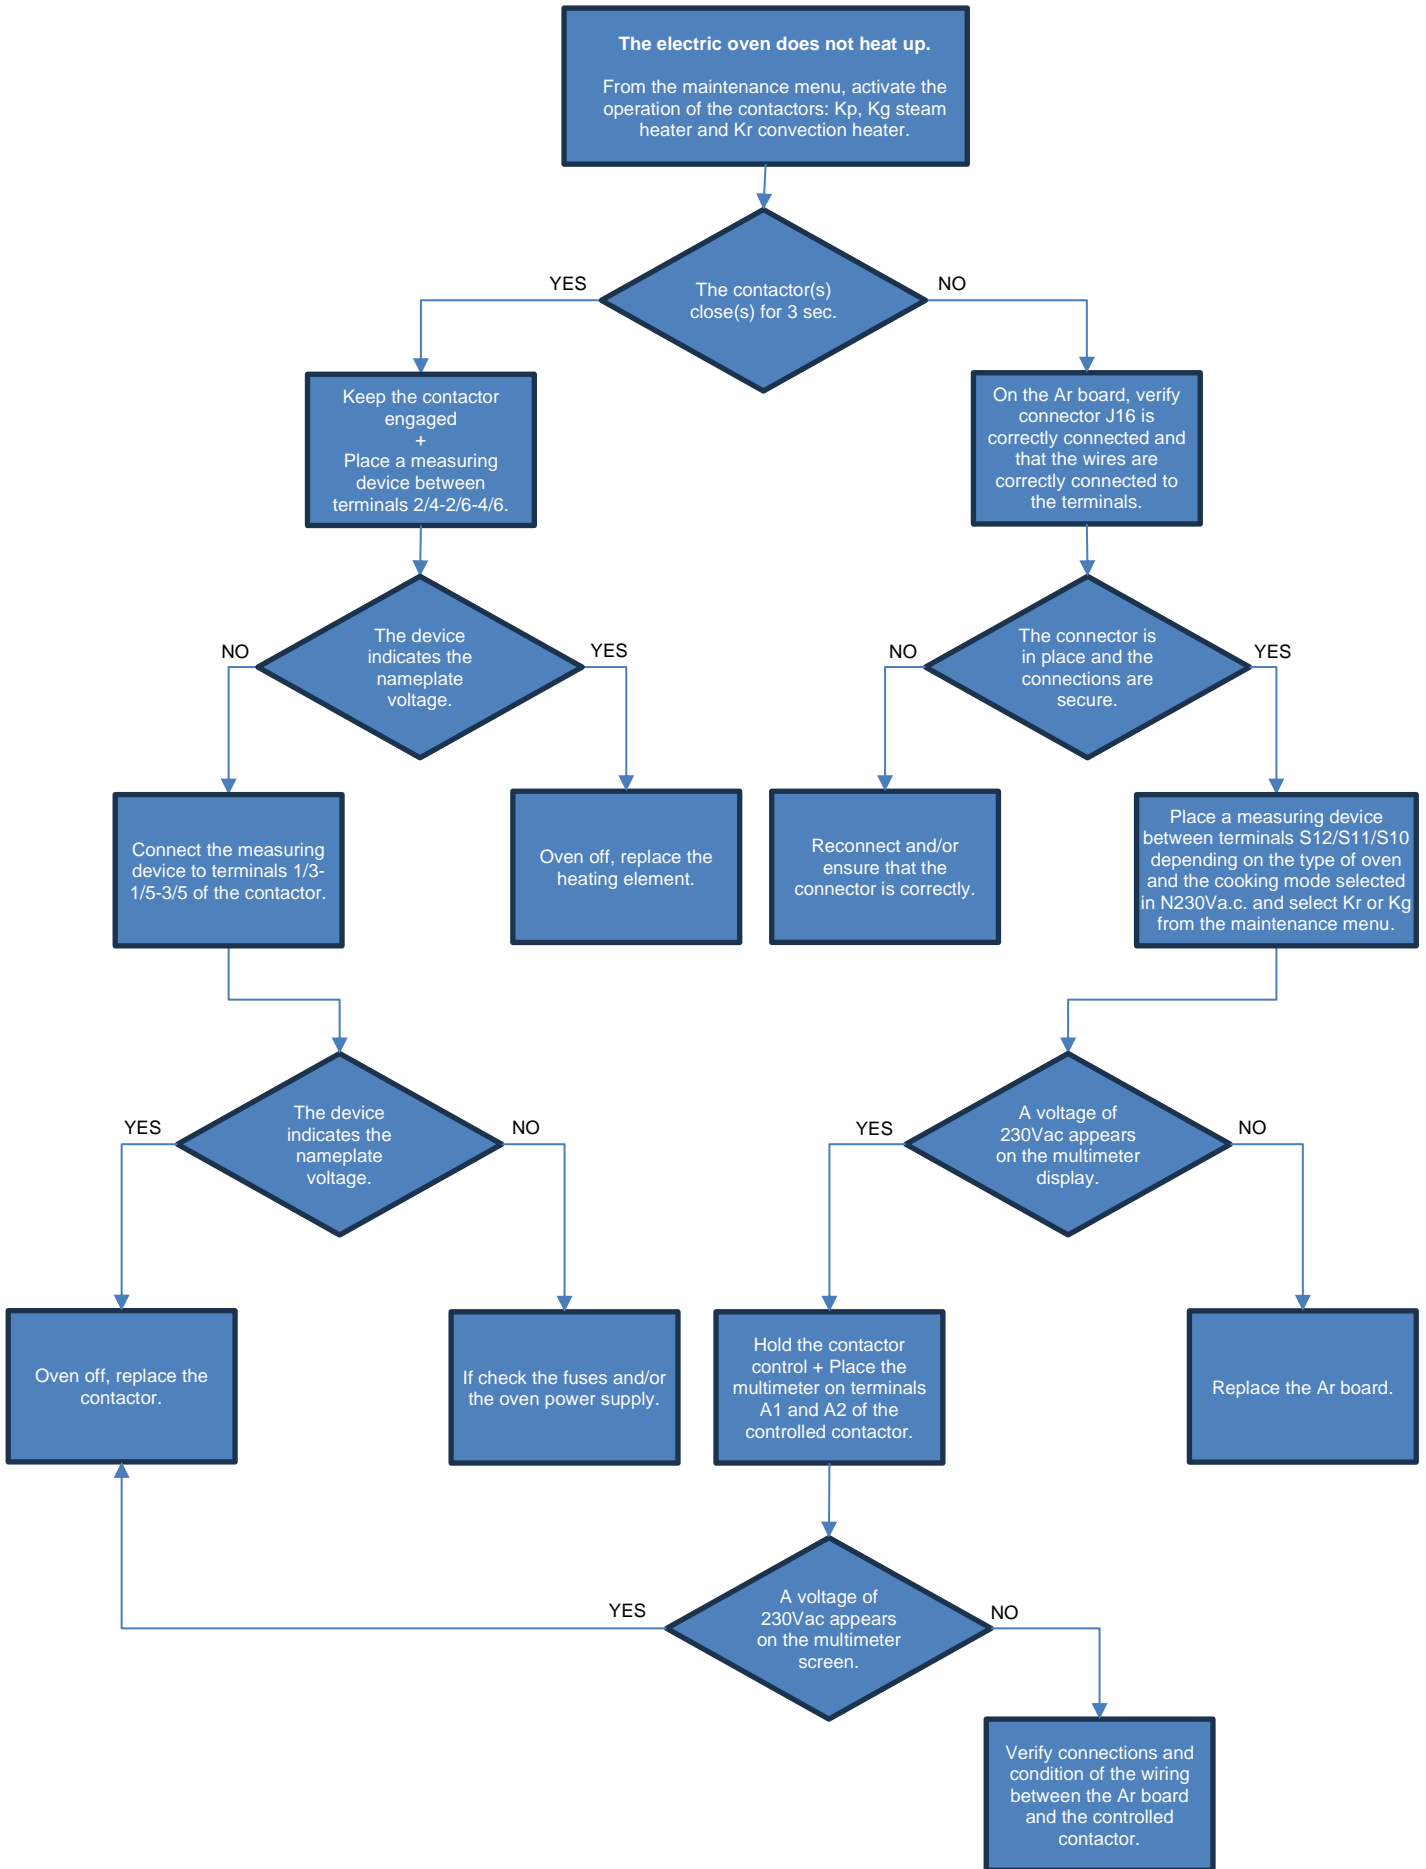 The electric oven does not heat up.
From the maintenance menu, activate the
operation of the contactors: Kp, Kg steam
heater and Kr convection heater.
YES
NO
The contactor(s)
close(s) for 3 sec.
Keep the contactor
engaged
+
Place a measuring
device between
terminals 2/4-2/6-4/6.
On the Ar board, verify
connector J16 is
correctly connected and
that the wires are
correctly connected to
the terminals.
NO
The device
indicates the
nameplate
voltage.
YES
NO
The connector is
in place and the
connections are
secure.
YES
Connect the measuring
device to terminals 1/3-
1/5-3/5 of the contactor.
Oven off, replace the
heating element.
Reconnect and/or
ensure that the
connector is correctly.
Place a measuring device
between terminals S12/S11/S10
depending on the type of oven
and the cooking mode selected
in N230Va.c. and select Kr or Kg
from the maintenance menu.
YES
The device
indicates the
nameplate
voltage.
NO
YES
A voltage of
230Vac appears
on the multimeter
display.
NO
Oven off, replace the
contactor.
If check the fuses and/or
the oven power supply.
Hold the contactor
control + Place the
multimeter on terminals
A1 and A2 of the
controlled contactor.
Replace the Ar board.
YES
A voltage of
230Vac appears
on the multimeter
screen.
NO
Verify connections and
condition of the wiring
between the Ar board
and the controlled
contactor.